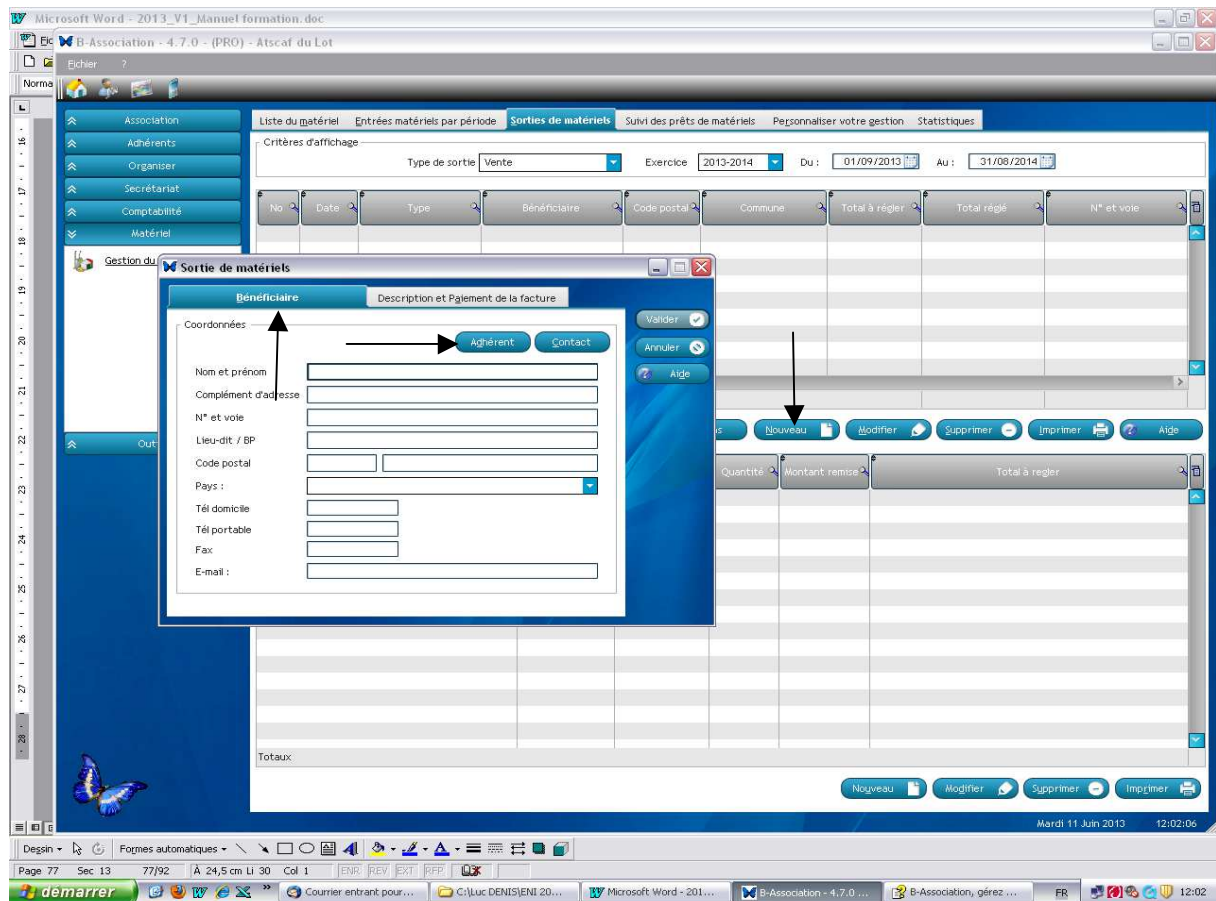 Microsoft Word - 2013_V1_Manuel formation.doc
B-Association - 4.7.0 - (PRO) - Atscaf du Lot
Fichier ?
Norma
Association
Adhérents
Organiser
Secrétariat
Comptabilité
Matériel
Gestion du
Liste du matériel Entrées matériels par période Sorties de matériels Suivi des prêts de matériels Personnaliser votre gestion Statistiques
Critères d'affichage
Type de sortie Vente Exercice 2013-2014 Du : 01/09/2013 Au : 31/08/2014
No Date Type Bénéficiaire Code postal Commune Total à régler Total réglé N° et voie
Sortie de matériels
Bénéficiaire Description et Paiement de la facture
Coordonnées
Adhérent Contact
Valider
Annuler
Aide
Nom et prénom
Complément d'adresse
N° et voie
Lieu-dit / BP
Code postal
Pays :
Tél domicile
Tél portable
Fax
E-mail :
Nouveau Modifier Supprimer Imprimer Aide
Quantité Montant remise Total à regler
Totaux
Nouveau Modifier Supprimer Imprimer
Mardi 11 Juin 2013 12:02:06
Dessin Formes automatiques
Page 77 Sec 13 77/92 À 24,5 cm Li 30 Col 1 ENR REV EXT RFP
démarrer Courrier entrant pour... C:\Luc DENIS\ENI 20... Microsoft Word - 201... B-Association - 4.7.0 ... B-Association, gérez ... FR 12:02